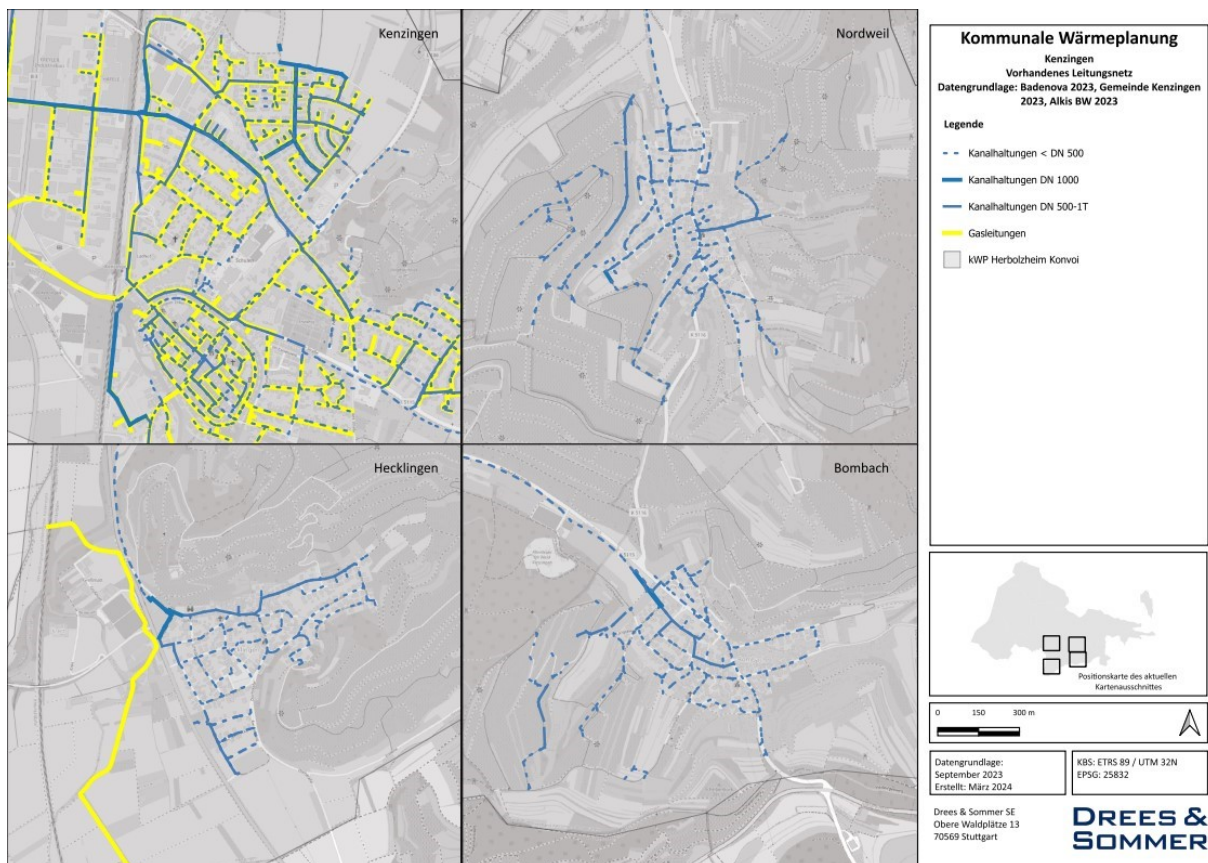 Kenzingen
Nordweil
Hecklingen
Bombach
Kommunale Wärmeplanung
Kenzingen
Vorhandenes Leitungsnetz
Datengrundlage: Badenova 2023, Gemeinde Kenzingen
2023, Alkis BW 2023
Legende
Kanalhaltungen < DN 500
Kanalhaltungen DN 1000
Kanalhaltungen DN 500-1T
Gasleitungen
kWP Herbolzheim Konvoi
Positionskarte des aktuellen
Kartenausschnittes
0 150 300 m
Datengrundlage:
September 2023
Erstellt: März 2024
KBS: ETRS 89 / UTM 32N
EPSG: 25832
Drees & Sommer SE
Obere Waldplätze 13
70569 Stuttgart
DREES &
SOMMER